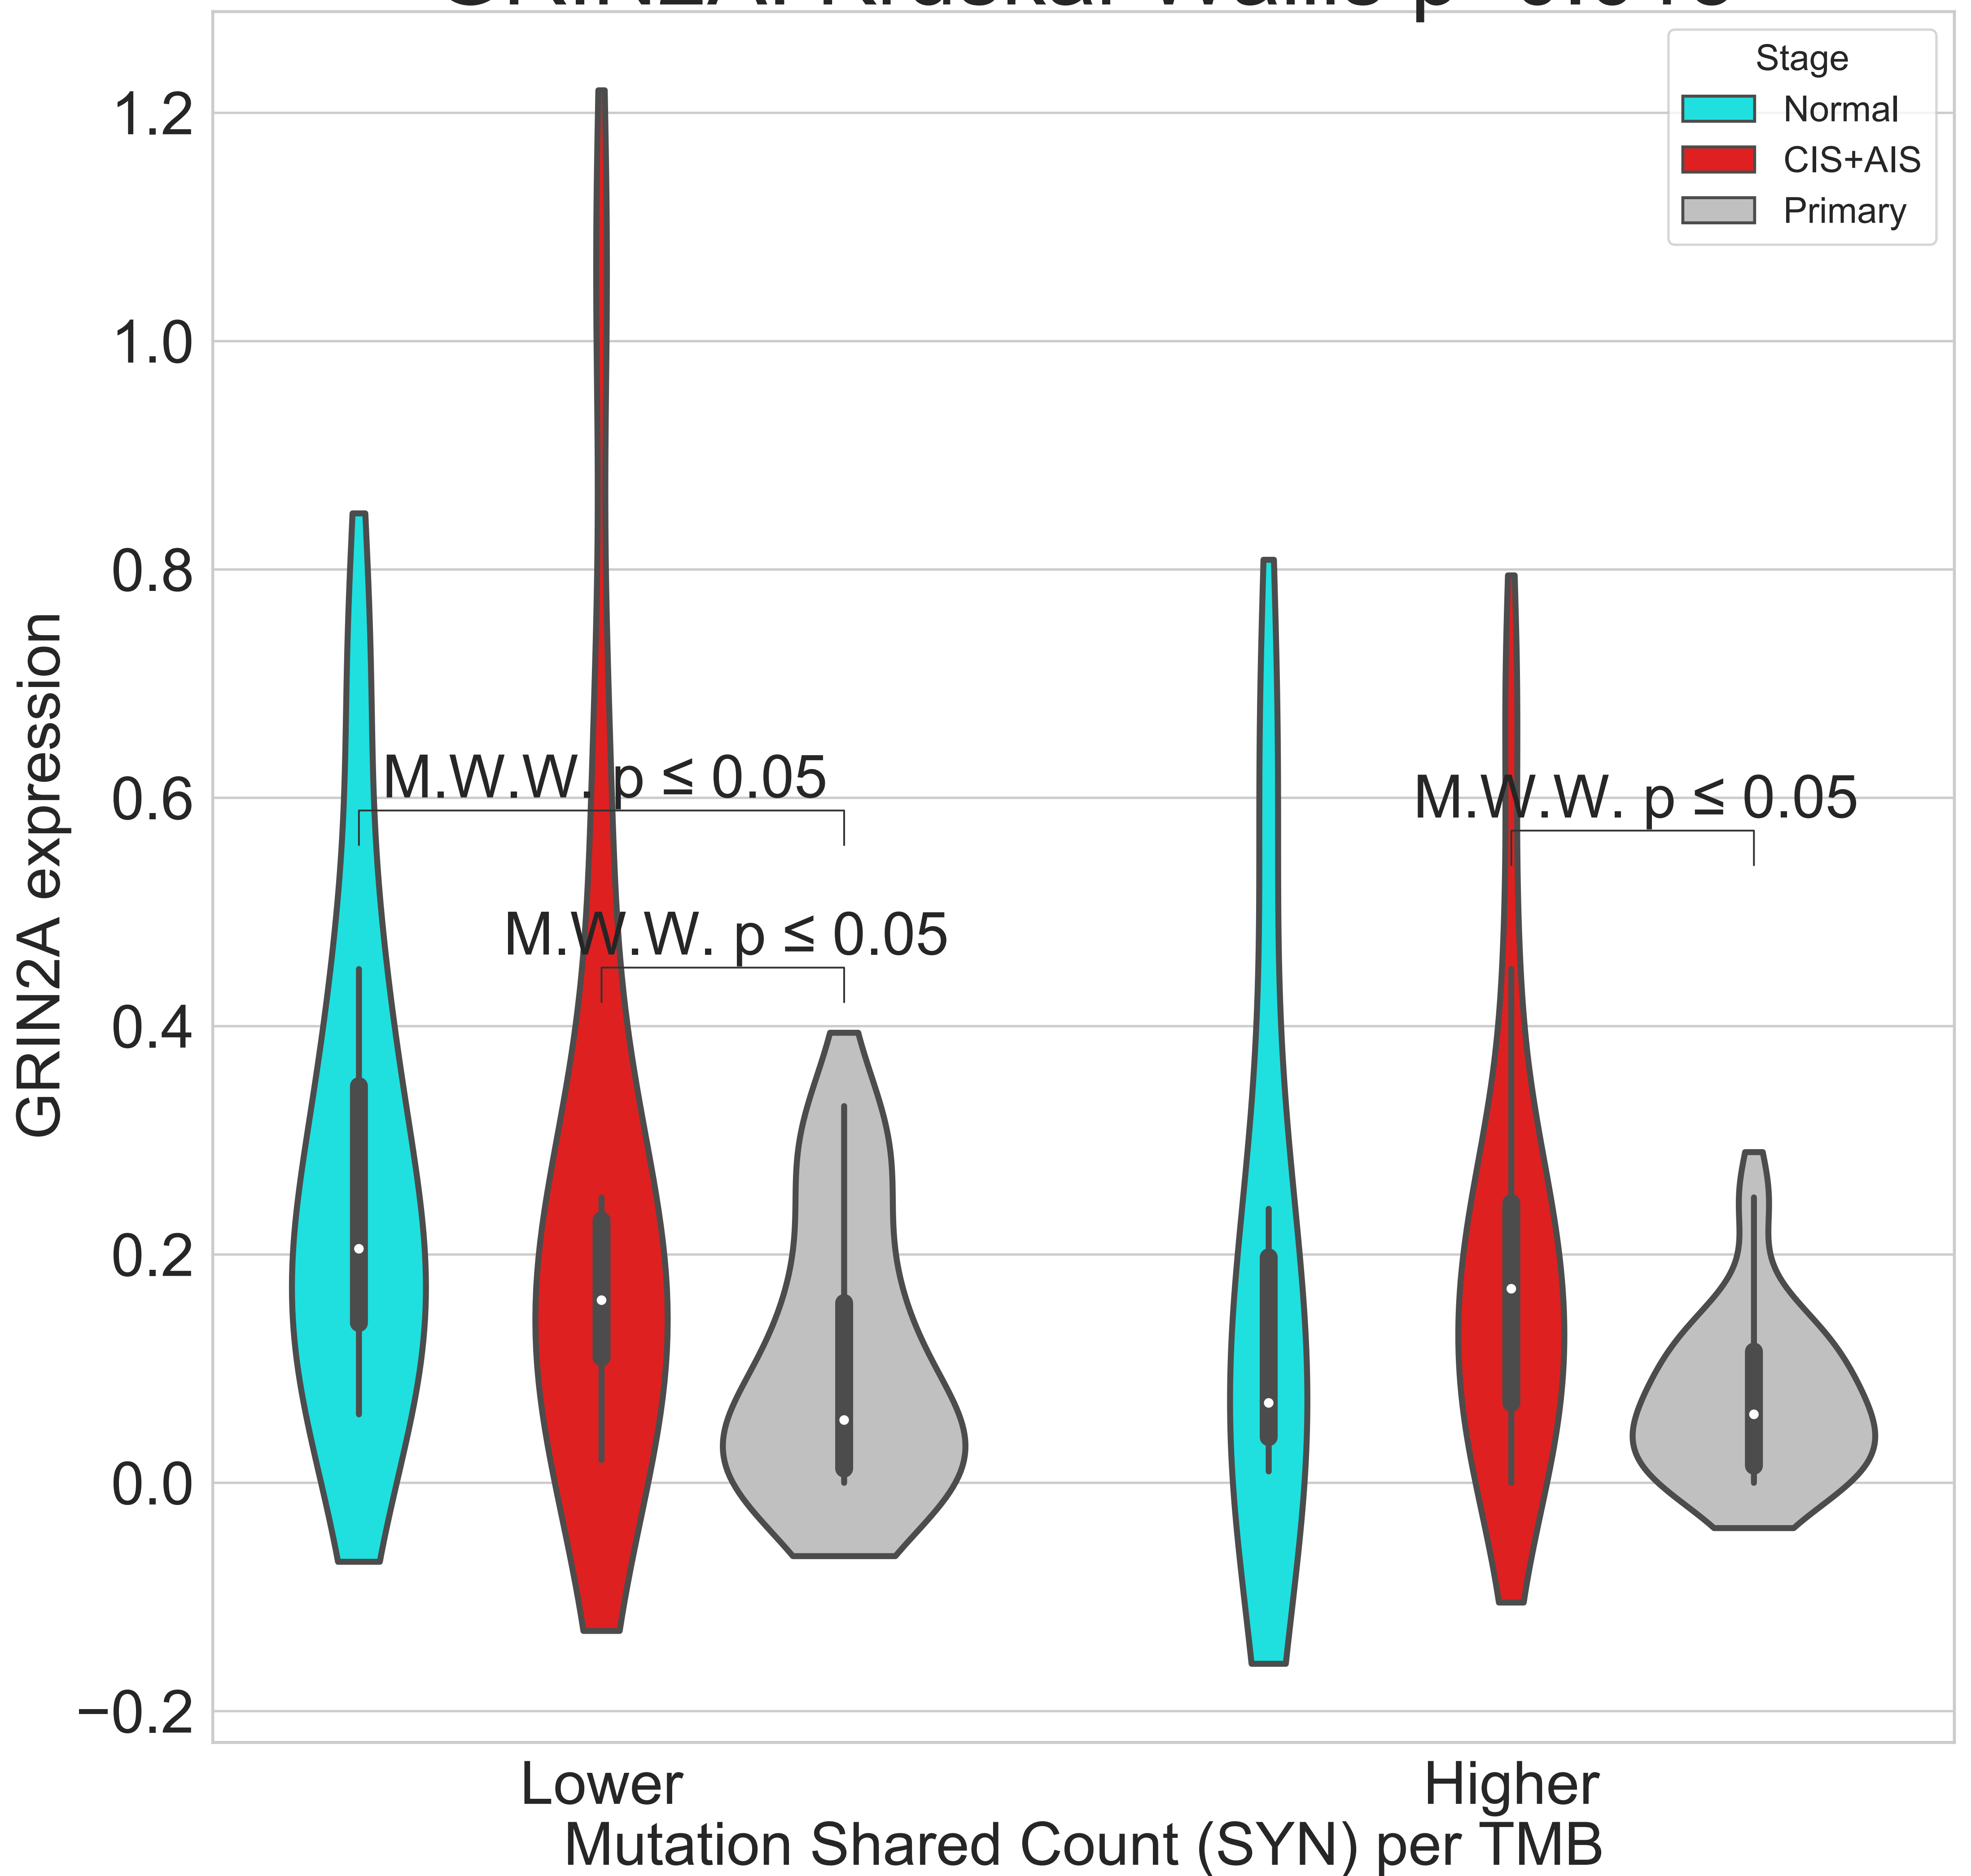 Stage
Normal
CIS+AIS
Primary
1.2
1.0
0.8
0.6
0.4
0.2
0.0
−0.2
GRIN2A expression
M.W.W. p ≤ 0.05
M.W.W. p ≤ 0.05
M.W.W. p ≤ 0.05
Lower
Higher
Mutation Shared Count (SYN) per TMB